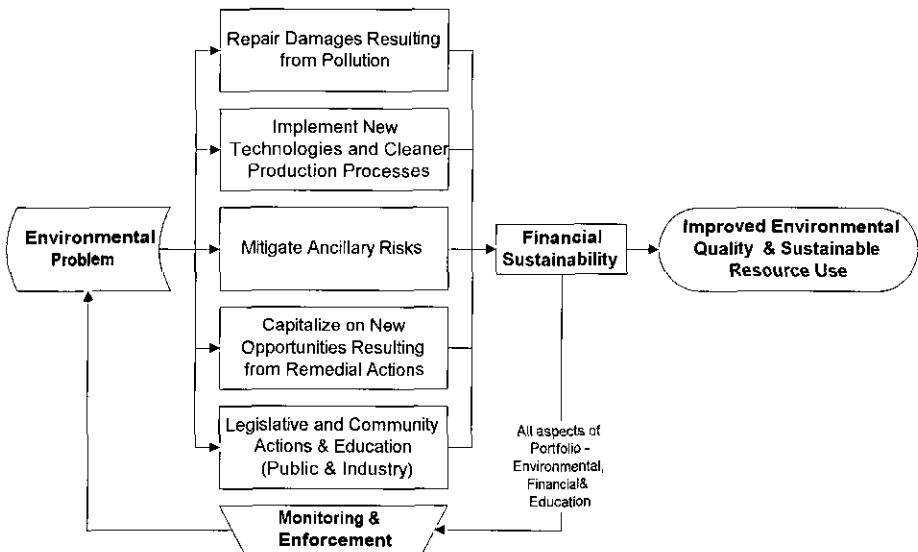 Repair Damages Resulting
from Pollution
Implement New
Technologies and Cleaner
Production Processes
Environmental
Problem
Mitigate Ancillary Risks
Financial
Sustainability
Improved Environmental
Quality & Sustainable
Resource Use
Capitalize on New
Opportunities Resulting
from Remedial Actions
Legislative and Community
Actions & Education
(Public & Industry)
All aspects of
Portfolio -
Environmental,
Financial&
Education
Monitoring &
Enforcement